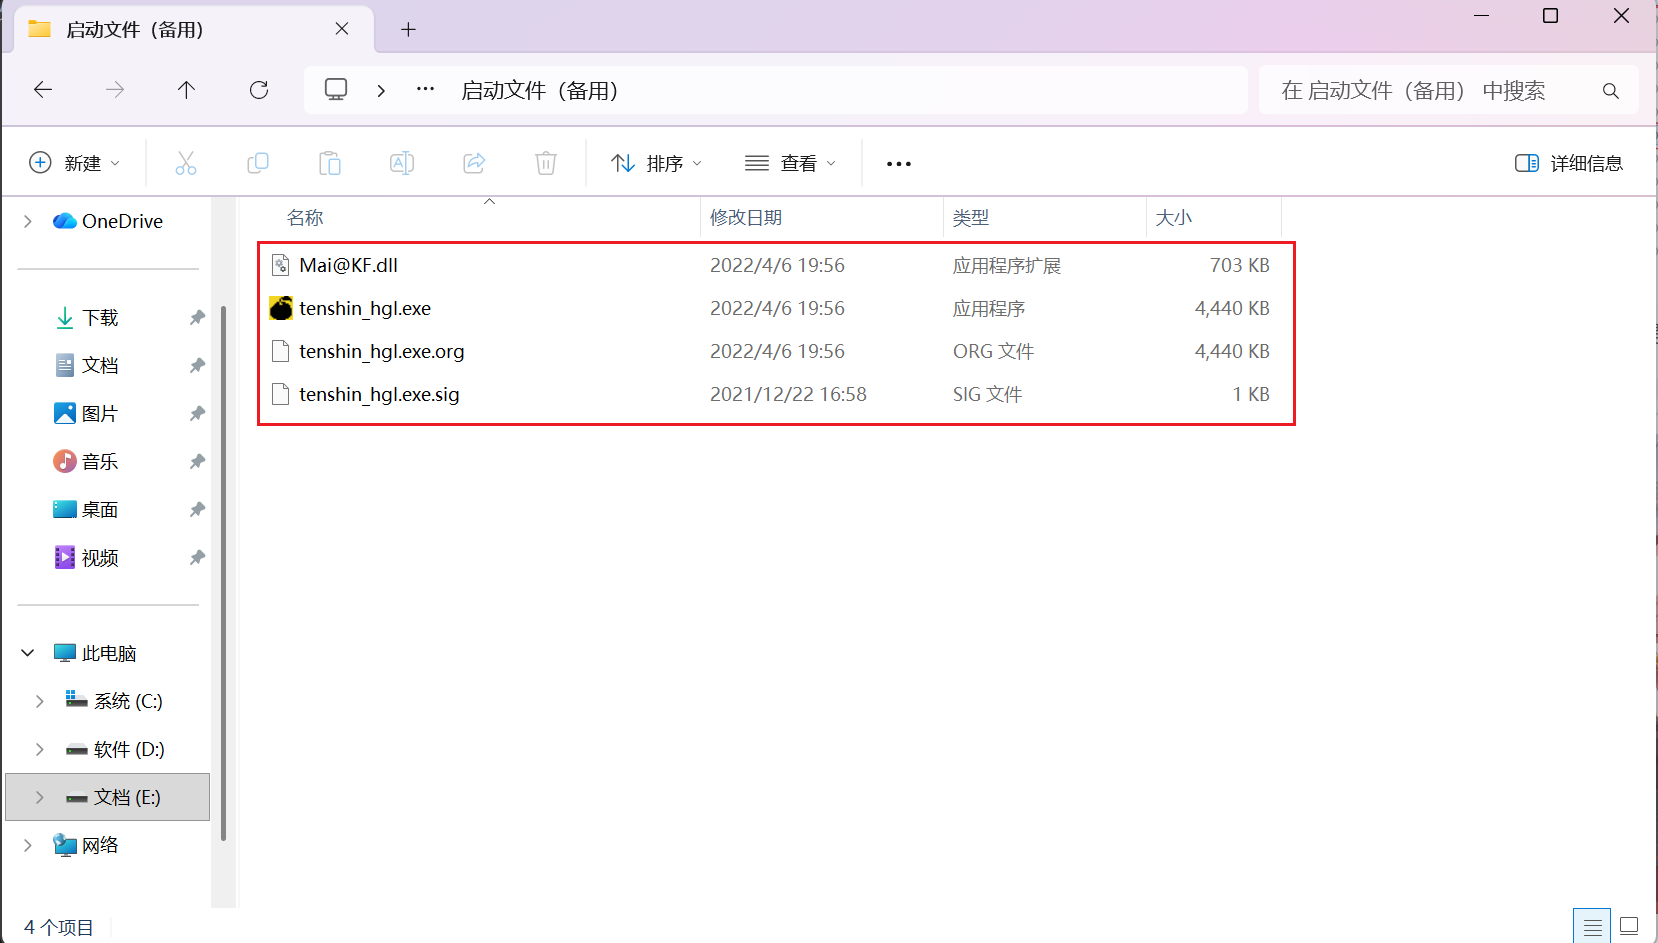 启动文件（备用）
启动文件（备用）
在 启动文件（备用） 中搜索
新建
排序
查看
详细信息
OneDrive
下载
文档
图片
音乐
桌面
视频
此电脑
系统 (C:)
软件 (D:)
文档 (E:)
网络
名称 修改日期 类型 大小
Mai@KF.dll 2022/4/6 19:56 应用程序扩展 703 KB
tenshin_hgl.exe 2022/4/6 19:56 应用程序 4,440 KB
tenshin_hgl.exe.org 2022/4/6 19:56 ORG 文件 4,440 KB
tenshin_hgl.exe.sig 2021/12/22 16:58 SIG 文件 1 KB
4 个项目